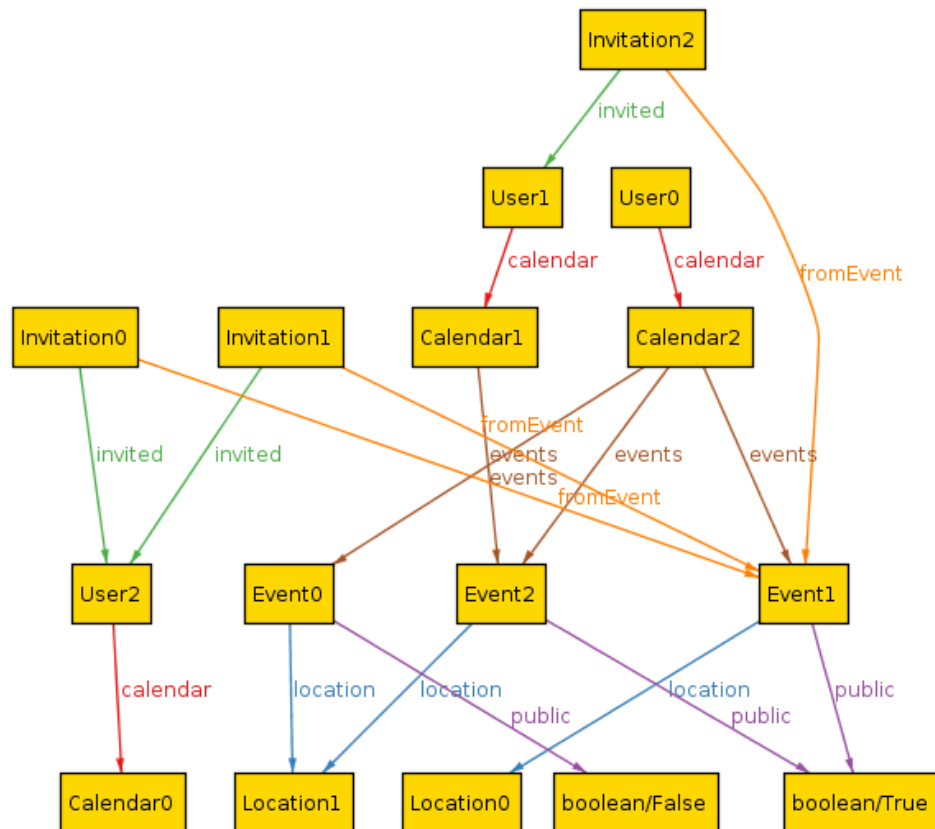 Invitation2
invited
User1
User0
calendar
calendar
fromEvent
Invitation0
Invitation1
Calendar1
Calendar2
fromEvent
invited
invited
events
events
events
events
fromEvent
User2
Event0
Event2
Event1
calendar
location
location
location
public
public
public
Calendar0
Location1
Location0
boolean/False
boolean/True